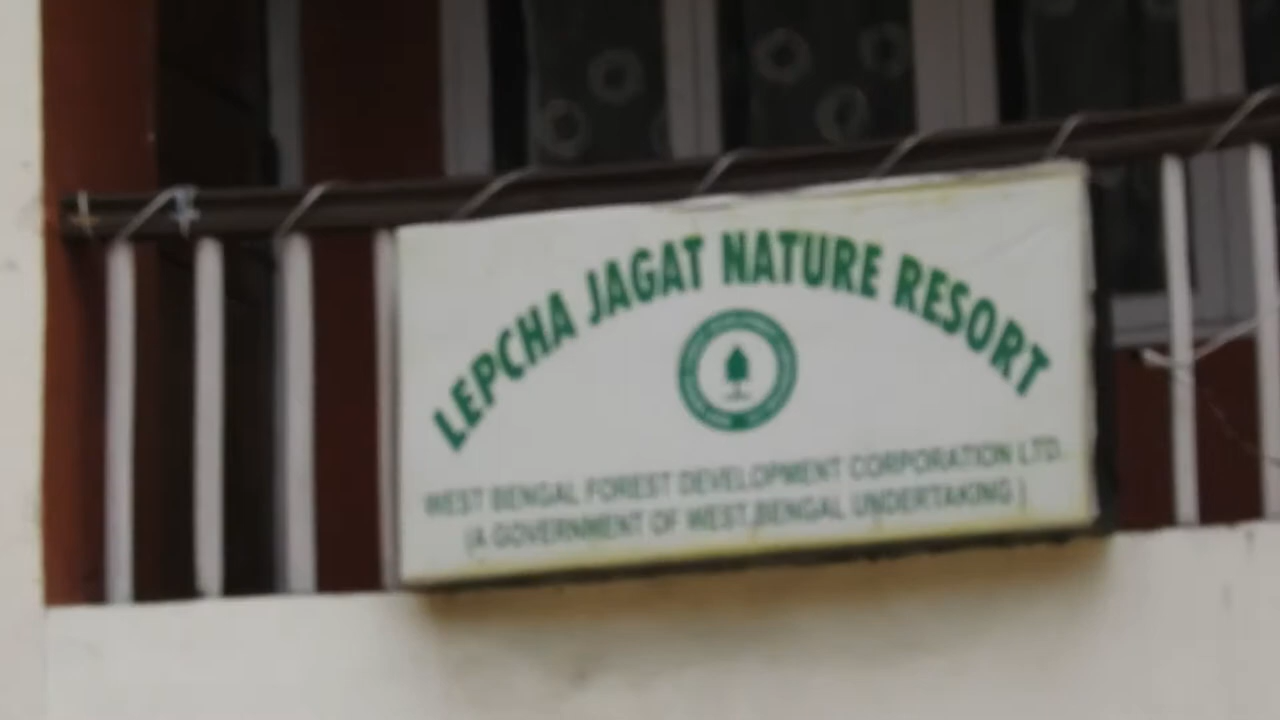 LEPCHA JAGAT NATURE RESORT
WEST BENGAL FOREST DEVELOPMENT CORPORATION LTD.
(A GOVERNMENT OF WEST BENGAL UNDERTAKING)